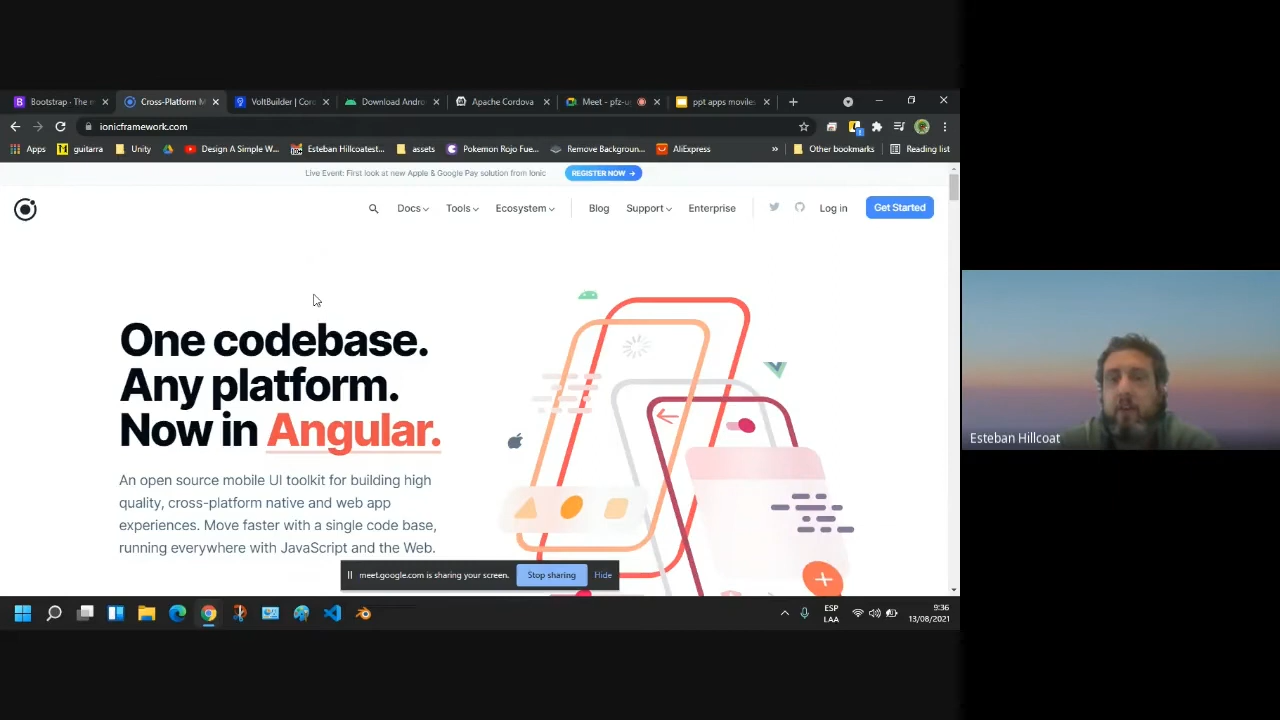 Bootstrap · The m
Cross-Platform M
VoltBuilder | Cord
Download Andro
Apache Cordova
Meet - pfz-u
ppt apps moviles
ionicframework.com
Apps
guitarra
Unity
Design A Simple W...
Esteban Hillcoatest...
assets
Pokemon Rojo Fue...
Remove Backgroun...
AliExpress
»
Other bookmarks
Reading list
Live Event: First look at new Apple & Google Pay solution from Ionic
REGISTER NOW →
Docs
Tools
Ecosystem
Blog
Support
Enterprise
Log in
Get Started
One codebase.
Any platform.
Now in Angular.
An open source mobile UI toolkit for building high
quality, cross-platform native and web app
experiences. Move faster with a single code base,
running everywhere with JavaScript and the Web.
meet.google.com is sharing your screen.
Stop sharing
Hide
Esteban Hillcoat
ESP
LAA
9:36
13/08/2021